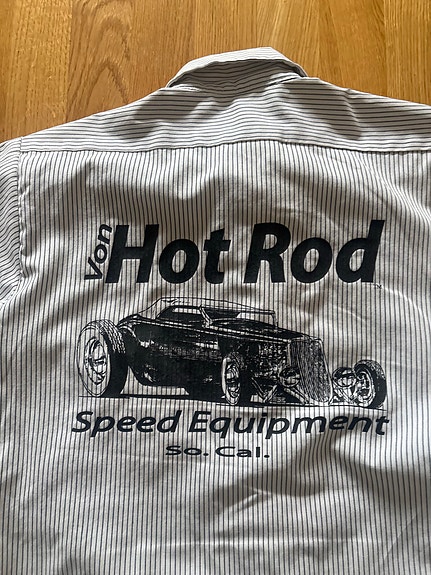 Von Hot Rod
Speed Equipment
So. Cal.